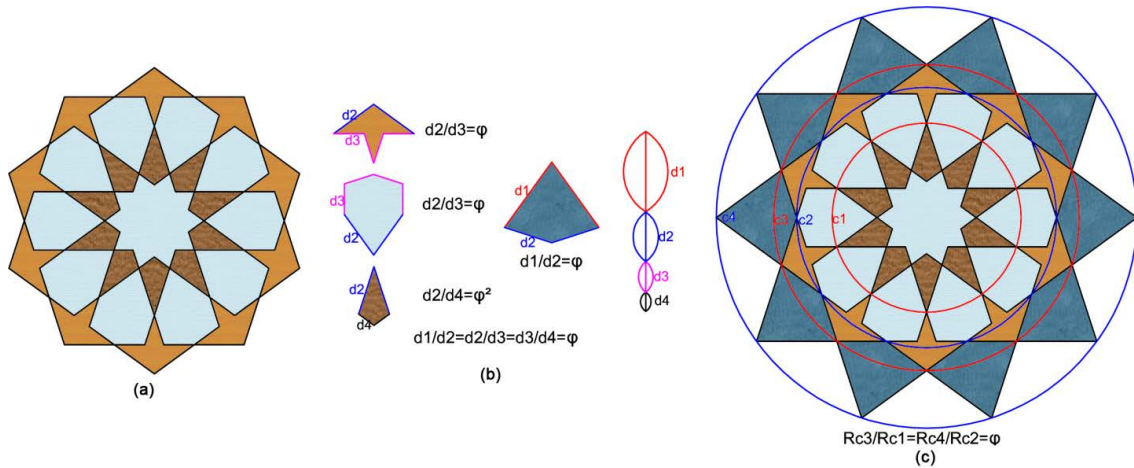 (a)
d2
d3
d2/d3=φ
d3
d2
d2/d3=φ
d2
d4
d2/d4=φ²
d1/d2=d2/d3=d3/d4=φ
(b)
d1
d2
d1/d2=φ
d1
d2
d3
d4
c4
c3
c2
c1
Rc3/Rc1=Rc4/Rc2=φ
(c)